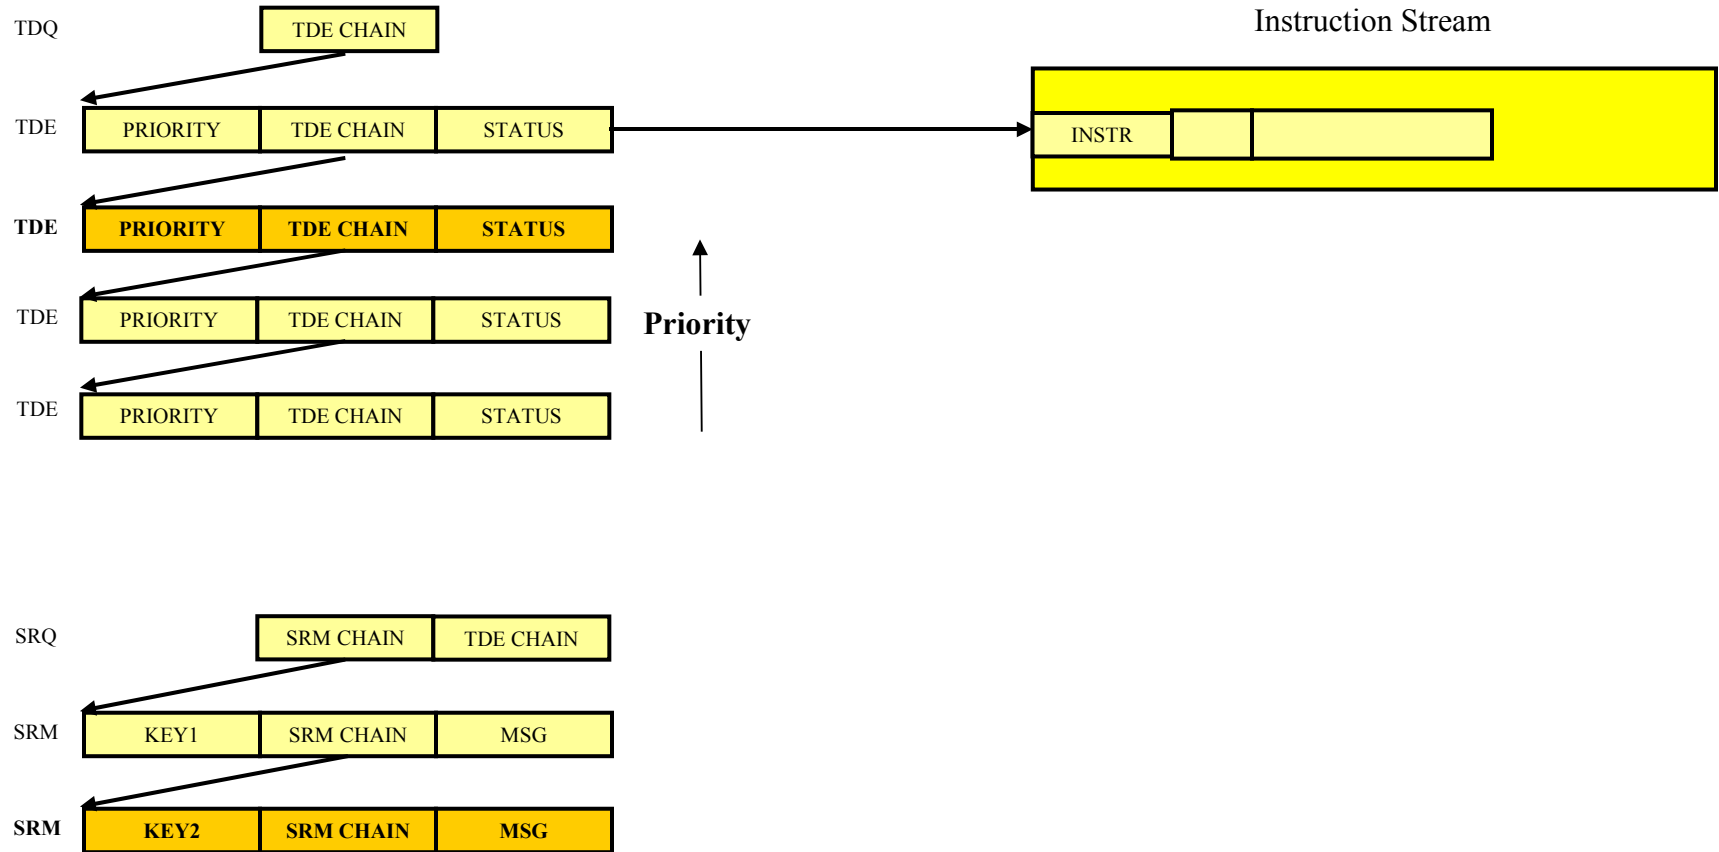 TDQ TDE CHAIN
Instruction Stream
TDE PRIORITY TDE CHAIN STATUS
INSTR
TDE PRIORITY TDE CHAIN STATUS
TDE PRIORITY TDE CHAIN STATUS
Priority
TDE PRIORITY TDE CHAIN STATUS
SRQ SRM CHAIN TDE CHAIN
SRM KEY1 SRM CHAIN MSG
SRM KEY2 SRM CHAIN MSG